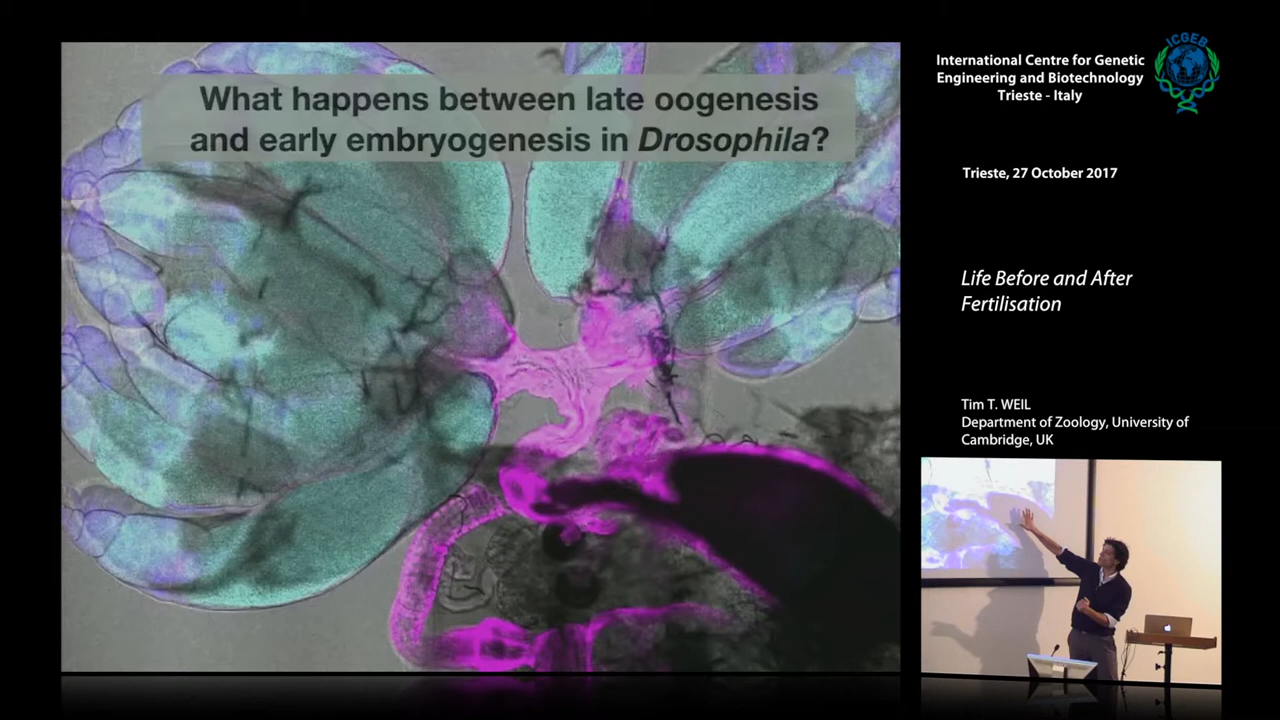 What happens between late oogenesis
and early embryogenesis in Drosophila?
International Centre for Genetic
Engineering and Biotechnology
Trieste - Italy
ICGEB
Trieste, 27 October 2017
Life Before and After
Fertilisation
Tim T. WEIL
Department of Zoology, University of
Cambridge, UK